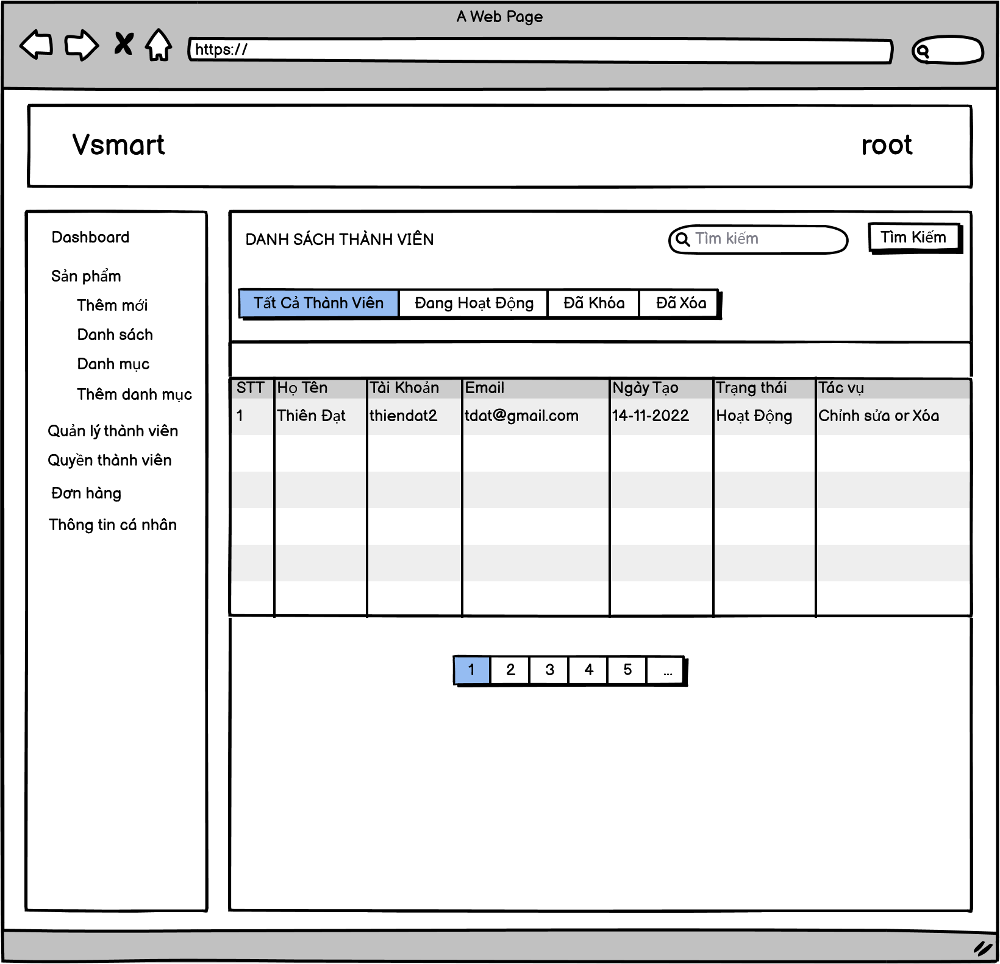 A Web Page
https://
Vsmart
root
Dashboard
Sản phẩm
Thêm mới
Danh sách
Danh mục
Thêm danh mục
Quản lý thành viên
Quyền thành viên
Đơn hàng
Thông tin cá nhân
DANH SÁCH THÀNH VIÊN
Tìm kiếm
Tìm Kiếm
Tất Cả Thành Viên Đang Hoạt Động Đã Khóa Đã Xóa
STT Họ Tên Tài Khoản Email Ngày Tạo Trạng thái Tác vụ
1 Thiên Đạt thiendat2 tdat@gmail.com 14-11-2022 Hoạt Động Chỉnh sửa or Xóa
1 2 3 4 5 ...